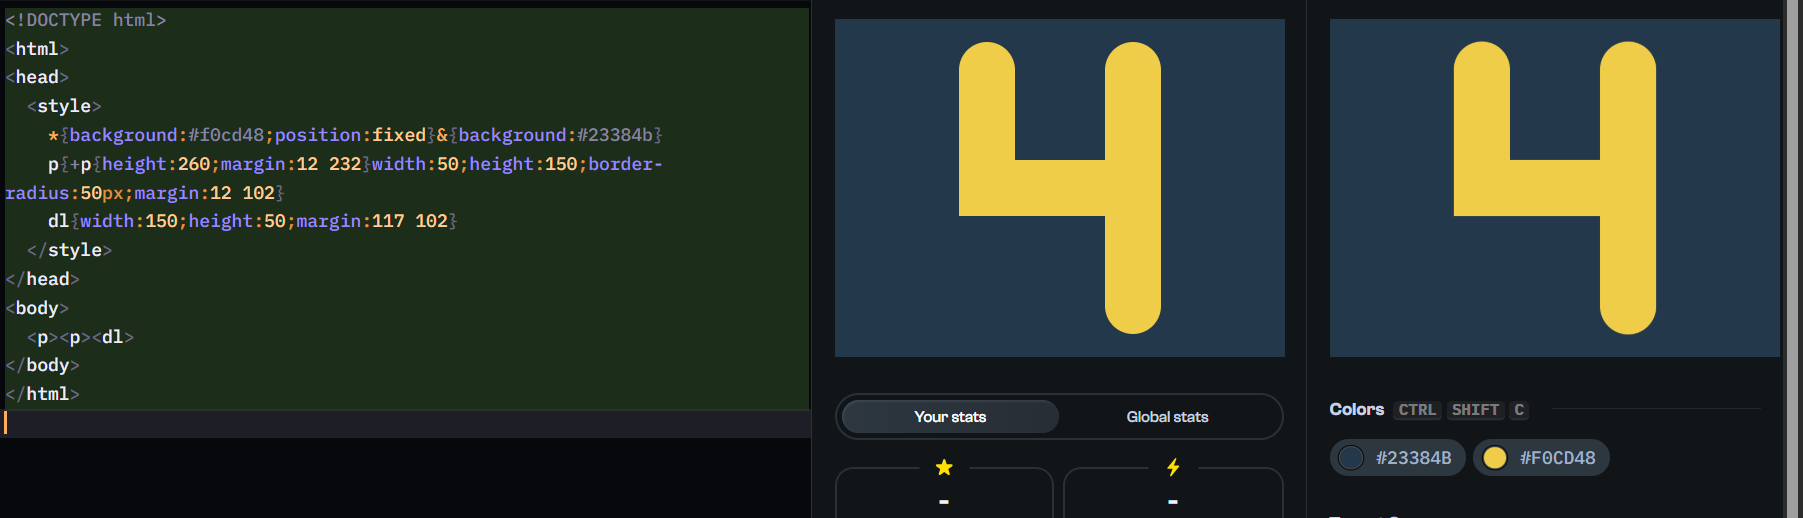 <!DOCTYPE html>
<html>
<head>
  <style>
    *{background:#f0cd48;position:fixed}&{background:#23384b}
    p{+p{height:260;margin:12 232}width:50;height:150;border-
radius:50px;margin:12 102}
    dl{width:150;height:50;margin:117 102}
  </style>
</head>
<body>
  <p><p><dl>
</body>
</html>
4
4
Your stats
Global stats
-
-
Colors CTRL SHIFT C
#23384B #F0CD48